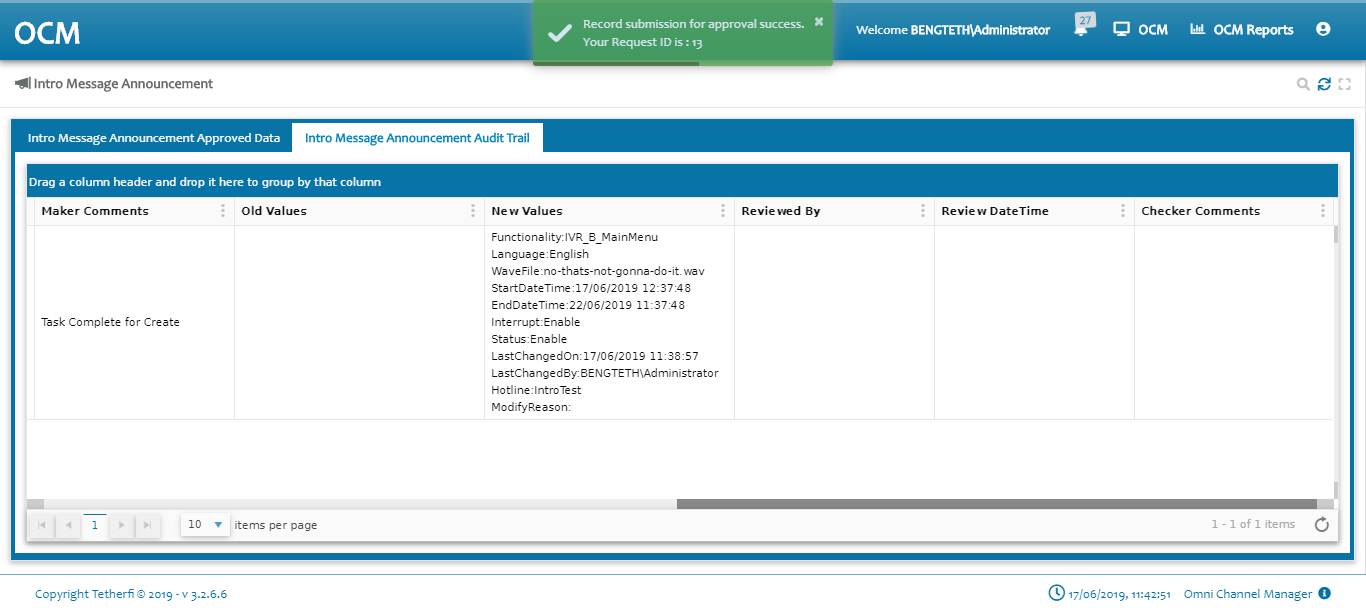 OCM
Record submission for approval success.
Your Request ID is : 13
Welcome BENGTETH\Administrator
27
OCM
OCM Reports
Intro Message Announcement
Intro Message Announcement Approved Data
Intro Message Announcement Audit Trail
Drag a column header and drop it here to group by that column
Maker Comments
Old Values
New Values
Reviewed By
Review DateTime
Checker Comments
Task Complete for Create
Functionality:IVR_B_MainMenu
Language:English
WaveFile:no-thats-not-gonna-do-it.wav
StartDateTime:17/06/2019 12:37:48
EndDateTime:22/06/2019 11:37:48
Interrupt:Enable
Status:Enable
LastChangedOn:17/06/2019 11:38:57
LastChangedBy:BENGTETH\Administrator
Hotline:IntroTest
ModifyReason:
1
10
items per page
1 - 1 of 1 items
Copyright Tetherfi © 2019 - v 3.2.6.6
17/06/2019, 11:42:51
Omni Channel Manager